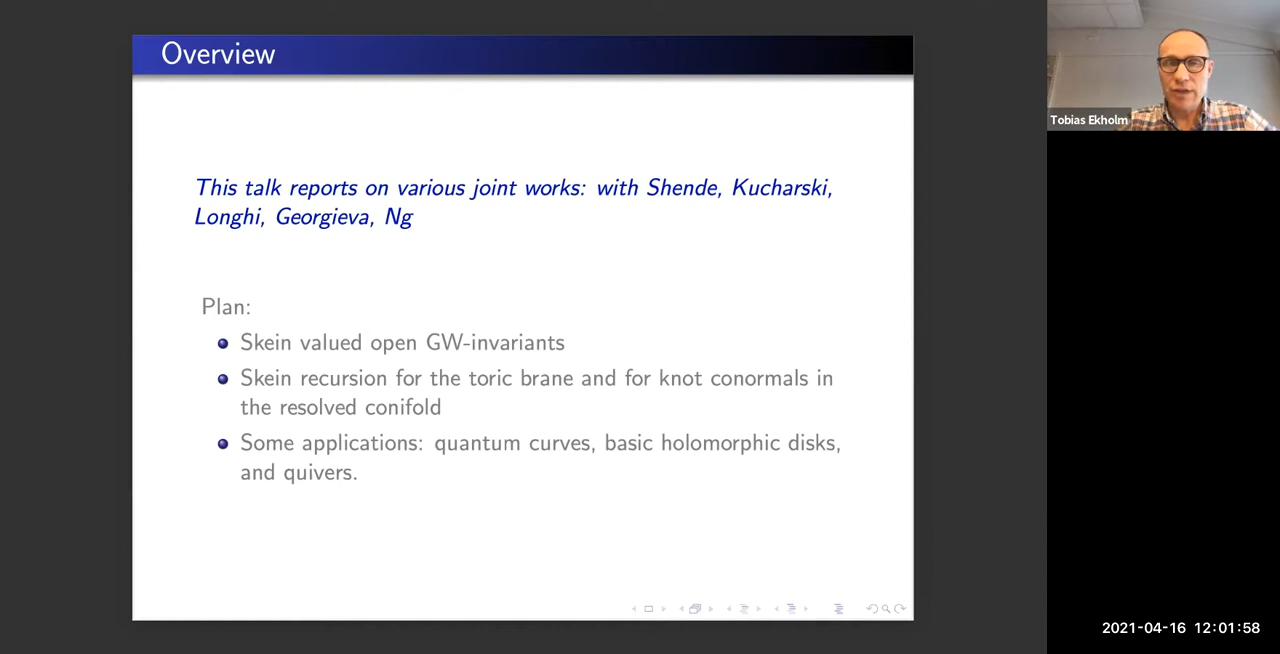 Overview
This talk reports on various joint works: with Shende, Kucharski,
Longhi, Georgieva, Ng
Plan:
Skein valued open GW-invariants
Skein recursion for the toric brane and for knot conormals in
the resolved conifold
Some applications: quantum curves, basic holomorphic disks,
and quivers.
Tobias Ekholm
2021-04-16 12:01:58